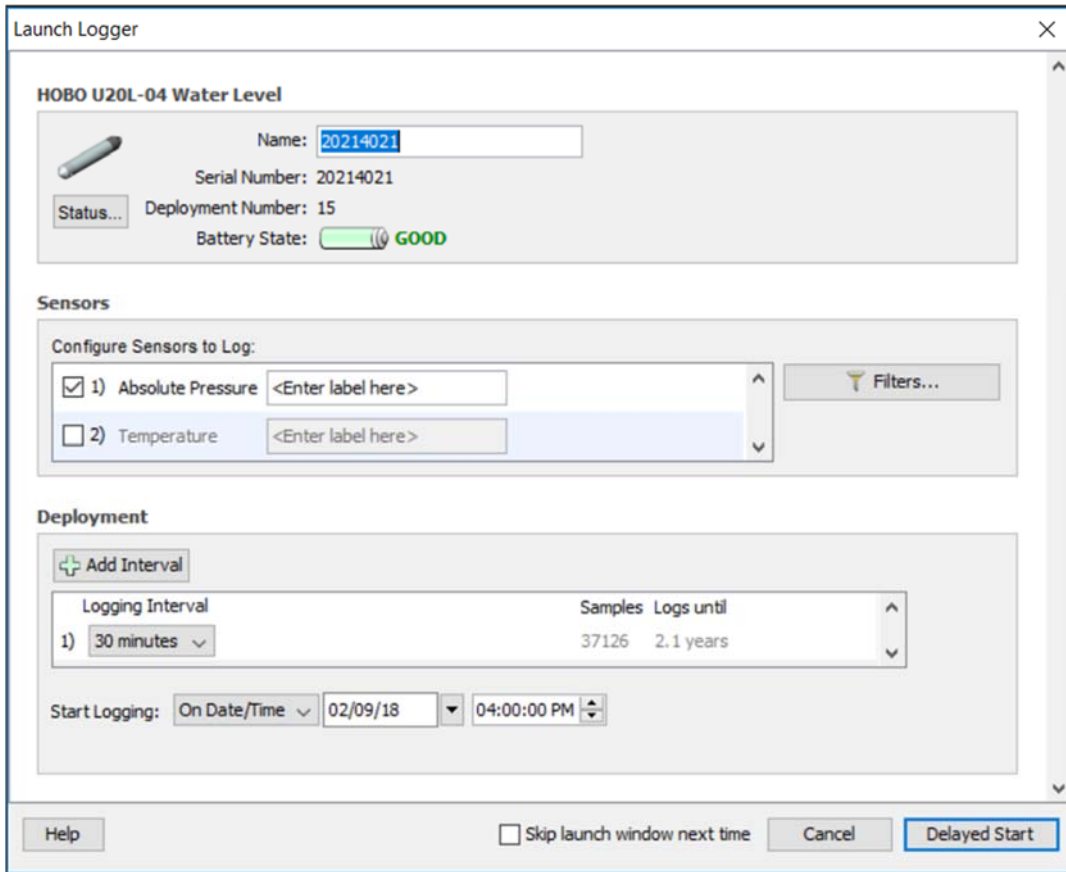 Launch Logger
HOBO U20L-04 Water Level
Name: 20214021
Serial Number: 20214021
Status... Deployment Number: 15
Battery State: GOOD
Sensors
Configure Sensors to Log:
1) Absolute Pressure <Enter label here> Filters...
2) Temperature <Enter label here>
Deployment
Add Interval
Logging Interval Samples Logs until
1) 30 minutes 37126 2.1 years
Start Logging: On Date/Time 02/09/18 04:00:00 PM
Help Skip launch window next time Cancel Delayed Start